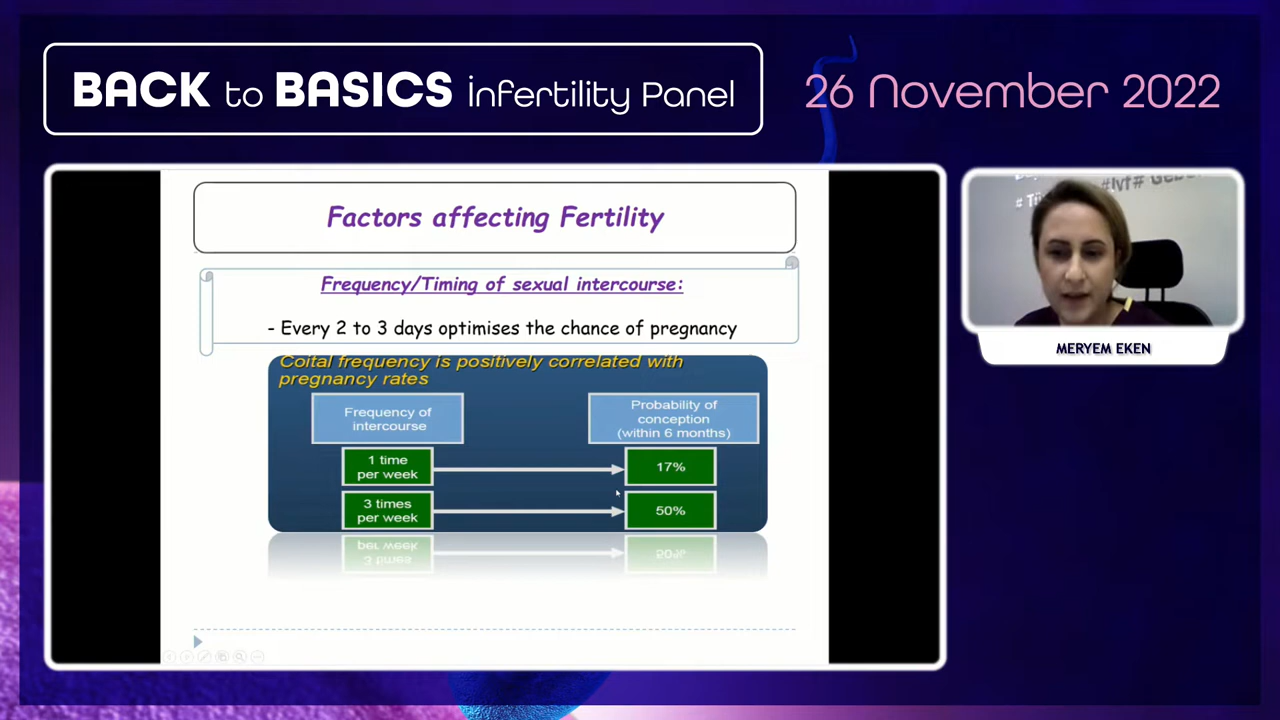 BACK to BASICS infertility Panel
26 November 2022
Factors affecting Fertility
Frequency/Timing of sexual intercourse:
- Every 2 to 3 days optimises the chance of pregnancy
Coital frequency is positively correlated with
pregnancy rates
Frequency of
intercourse
Probability of
conception
(within 6 months)
1 time
per week
17%
3 times
per week
50%
#lvf#
MERYEM EKEN